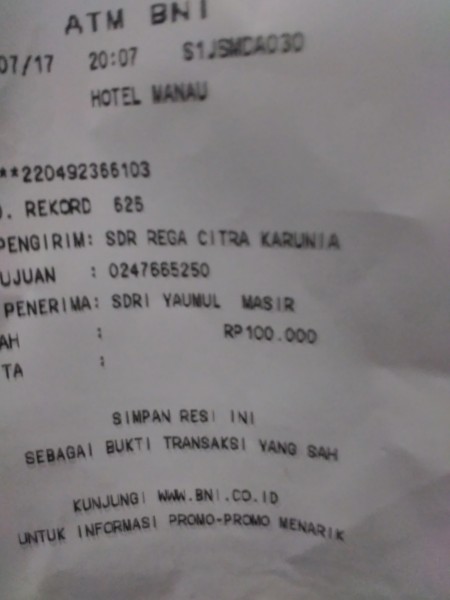 ATM BNI
07/17 20:07 S1JSMCA030
HOTEL MANAU
**220492366103
. REKORD 625
PENGIRIM: SDR REGA CITRA KARUNIA
UJUAN : 0247665250
PENERIMA: SDRI YAUMUL MASIR
AH : RP100.000
TA :
SIMPAN RESI INI
SEBAGAI BUKTI TRANSAKSI YANG SAH
KUNJUNGI WWW.BNI.CO.ID
UNTUK INFORMASI PROMO-PROMO MENARIK